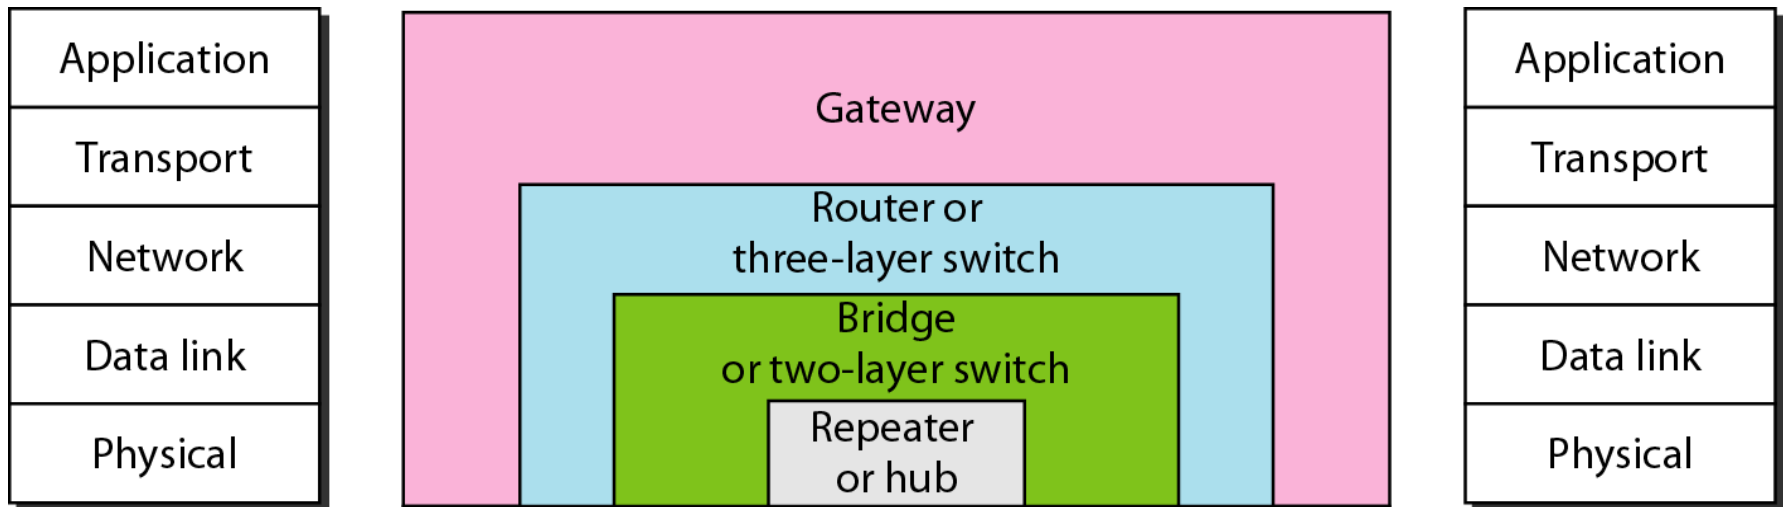 Application
Transport
Network
Data link
Physical
Gateway
Router or
three-layer switch
Bridge
or two-layer switch
Repeater
or hub
Application
Transport
Network
Data link
Physical